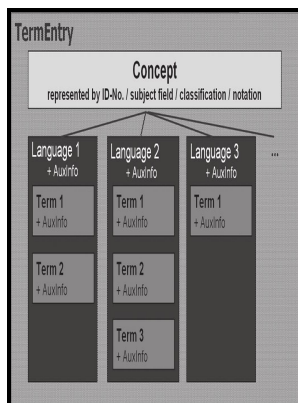 TermEntry
Concept
represented by ID-No. / subject field / classification / notation
Language 1
+ AuxInfo
Term 1
+ AuxInfo
Term 2
+ AuxInfo
Language 2
+ AuxInfo
Term 1
+ AuxInfo
Term 2
+ AuxInfo
Term 3
+ AuxInfo
Language 3
+ AuxInfo
Term 1
+ AuxInfo
...